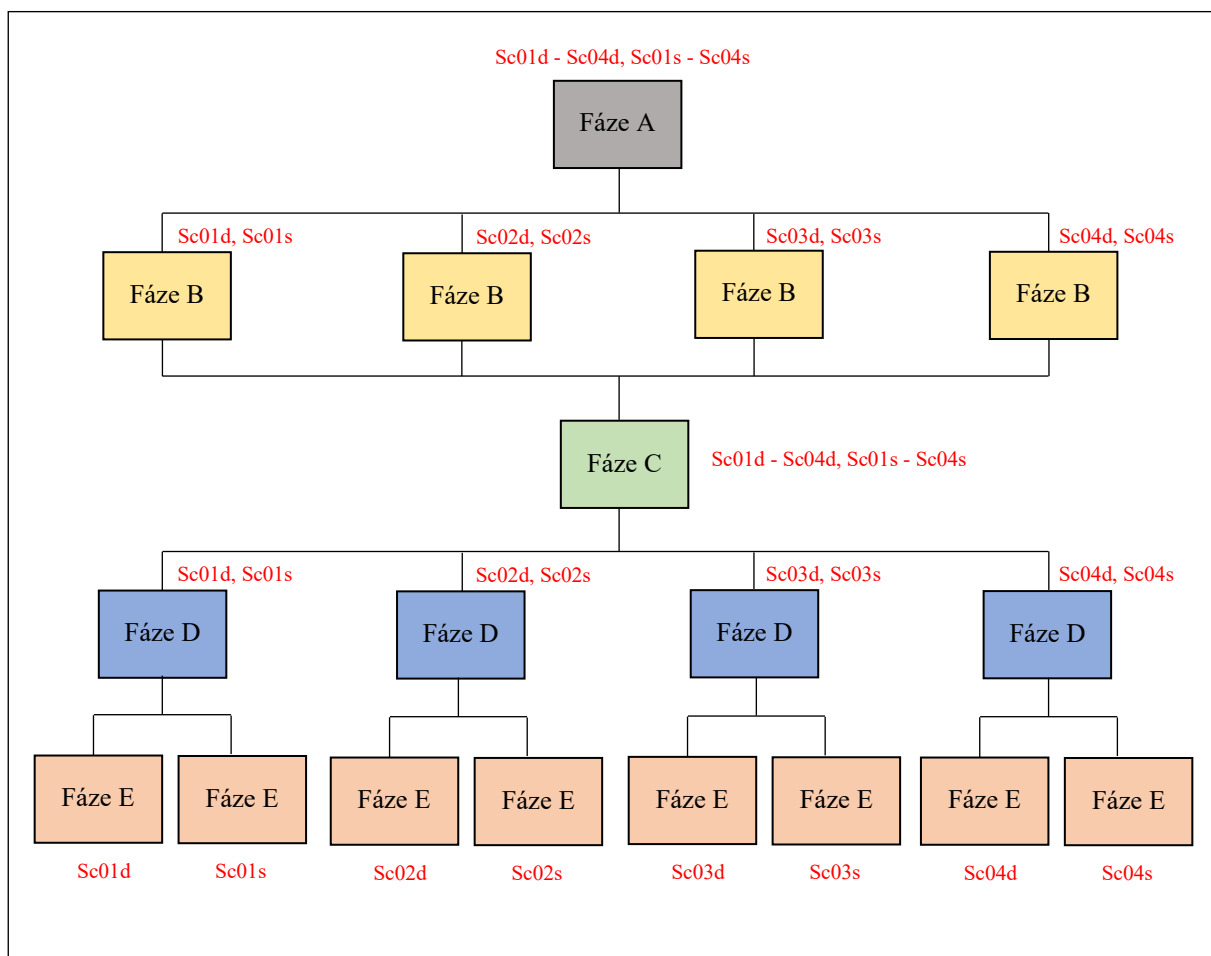 Sc01d - Sc04d, Sc01s - Sc04s
Fáze A
Sc01d, Sc01s
Sc02d, Sc02s
Sc03d, Sc03s
Sc04d, Sc04s
Fáze B
Fáze B
Fáze B
Fáze B
Fáze C
Sc01d - Sc04d, Sc01s - Sc04s
Sc01d, Sc01s
Sc02d, Sc02s
Sc03d, Sc03s
Sc04d, Sc04s
Fáze D
Fáze D
Fáze D
Fáze D
Fáze E
Fáze E
Fáze E
Fáze E
Fáze E
Fáze E
Fáze E
Fáze E
Sc01d
Sc01s
Sc02d
Sc02s
Sc03d
Sc03s
Sc04d
Sc04s